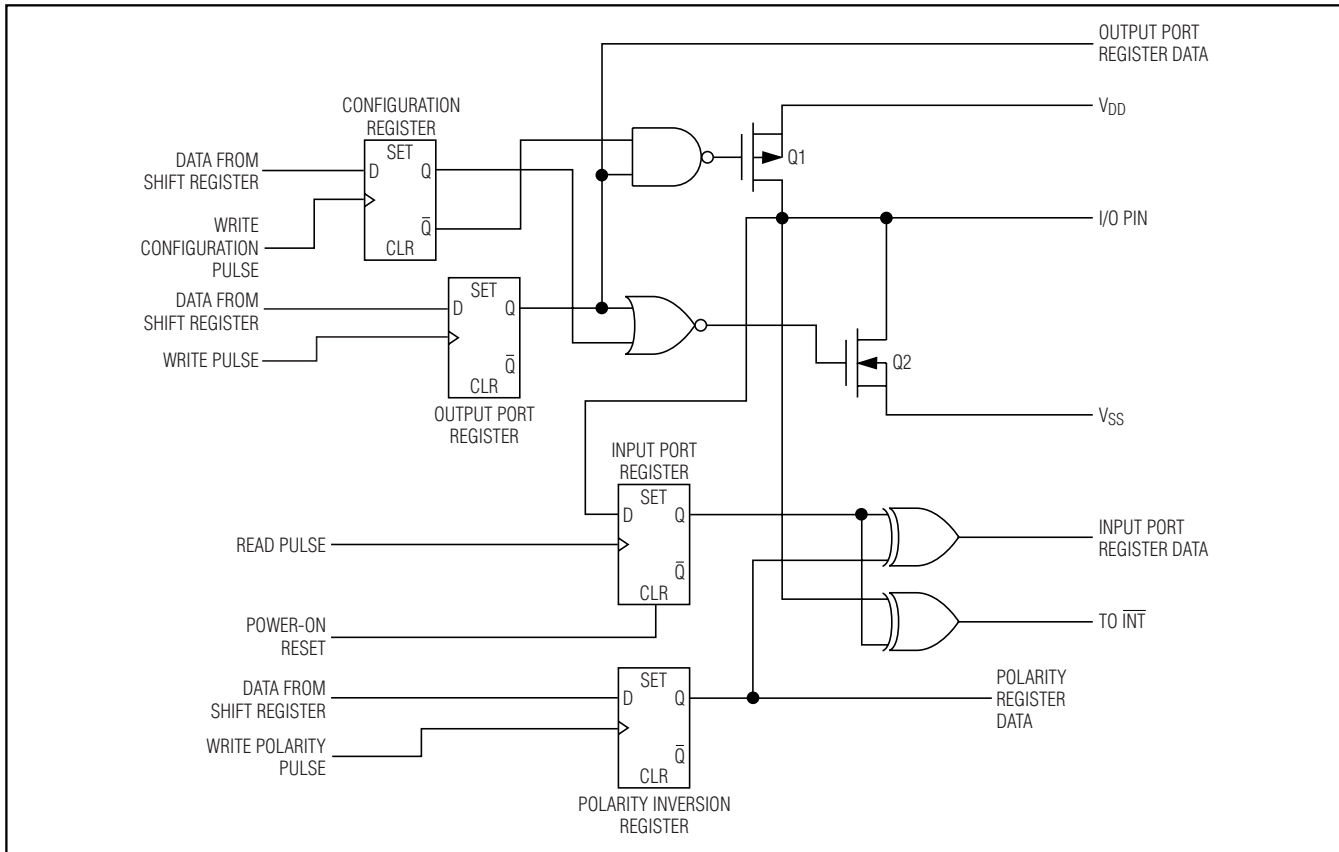 OUTPUT PORT
REGISTER DATA
CONFIGURATION
REGISTER
VDD
SET
DATA FROM
SHIFT REGISTER
D
Q
Q1
WRITE
CONFIGURATION
PULSE
Q̅
CLR
I/O PIN
DATA FROM
SHIFT REGISTER
SET
D
Q
WRITE PULSE
Q̅
CLR
Q2
OUTPUT PORT
REGISTER
VSS
INPUT PORT
REGISTER
SET
D
Q
INPUT PORT
REGISTER DATA
READ PULSE
Q̅
CLR
POWER-ON
RESET
TO I̅N̅T̅
DATA FROM
SHIFT REGISTER
SET
D
Q
POLARITY
REGISTER
DATA
WRITE POLARITY
PULSE
Q̅
CLR
POLARITY INVERSION
REGISTER